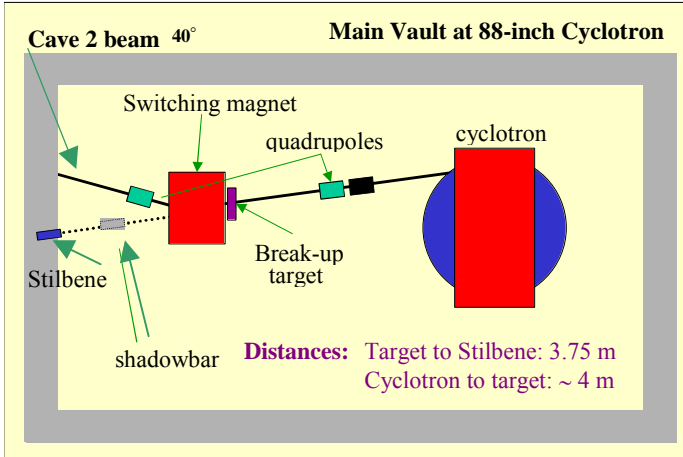 Main Vault at 88-inch Cyclotron
Cave 2 beam 40°
Switching magnet
quadrupoles
cyclotron
Break-up
target
Stilbene
shadowbar
Distances: Target to Stilbene: 3.75 m
Cyclotron to target: ~ 4 m